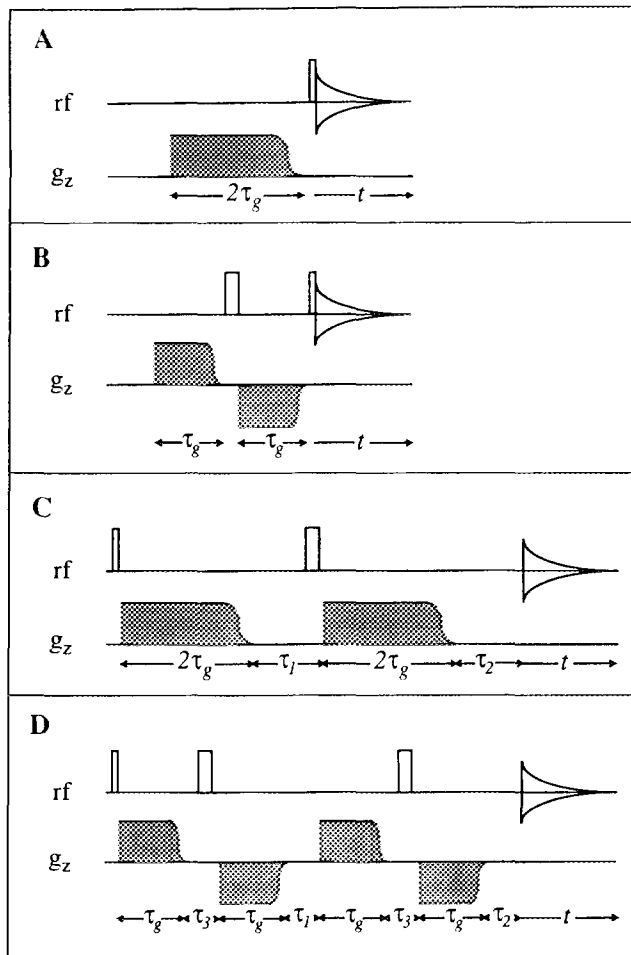 A
rf
g_z
2τ_g t
B
rf
g_z
τ_g τ_g t
C
rf
g_z
2τ_g τ_1 2τ_g τ_2 t
D
rf
g_z
τ_g τ_3 τ_g τ_1 τ_g τ_3 τ_g τ_2 t